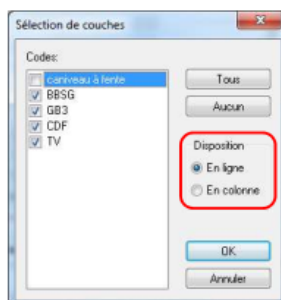 Sélection de couches
Codes:
caniveau à fente
BBSG
GB3
CDF
TV
Tous
Aucun
Disposition
En ligne
En colonne
OK
Annuler